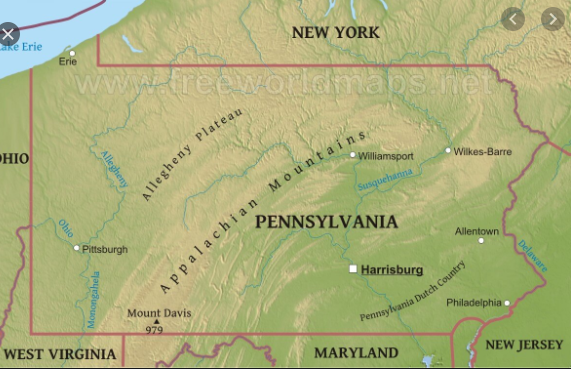 NEW YORK
Lake Erie
Erie
www.freeworldmaps.net
OHIO
Allegheny
Allegheny Plateau
Appalachian Mountains
Williamsport
Wilkes-Barre
Susquehanna
PENNSYLVANIA
Ohio
Pittsburgh
Allentown
Delaware
Harrisburg
Monongahela
Pennsylvania Dutch Country
Philadelphia
Mount Davis
979
WEST VIRGINIA
MARYLAND
NEW JERSEY